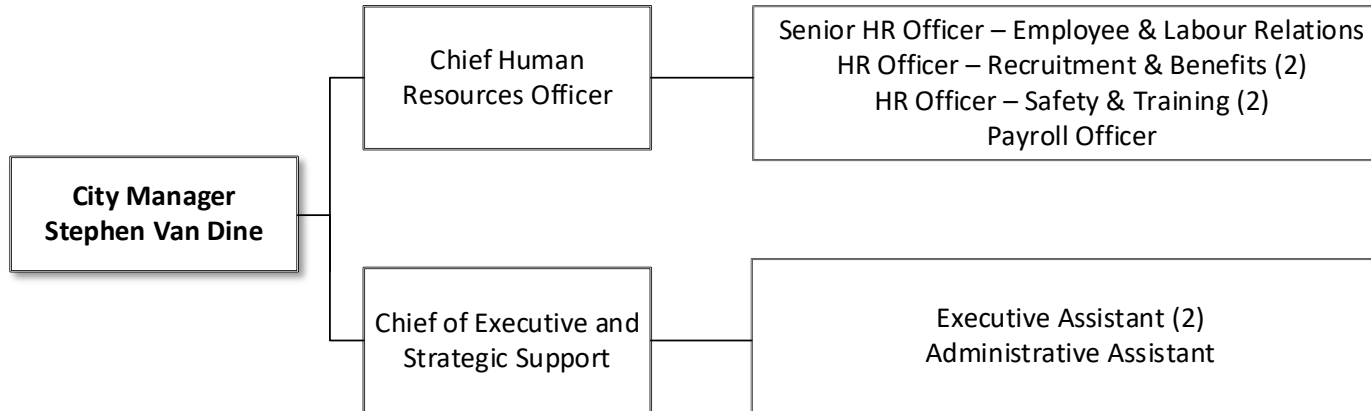 City Manager
Stephen Van Dine
Chief Human
Resources Officer
Senior HR Officer – Employee & Labour Relations
HR Officer – Recruitment & Benefits (2)
HR Officer – Safety & Training (2)
Payroll Officer
Chief of Executive and
Strategic Support
Executive Assistant (2)
Administrative Assistant